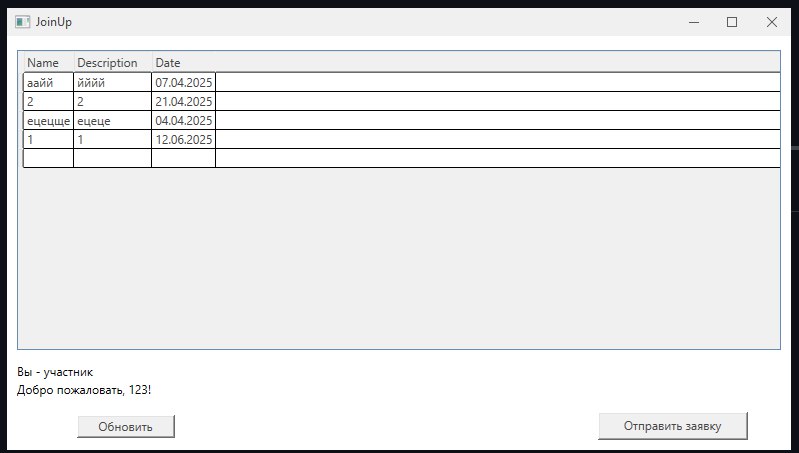 JoinUp
Name Description Date
аайй йййй 07.04.2025
2 2 21.04.2025
ецецще ецеце 04.04.2025
1 1 12.06.2025
Вы - участник
Добро пожаловать, 123!
Обновить Отправить заявку